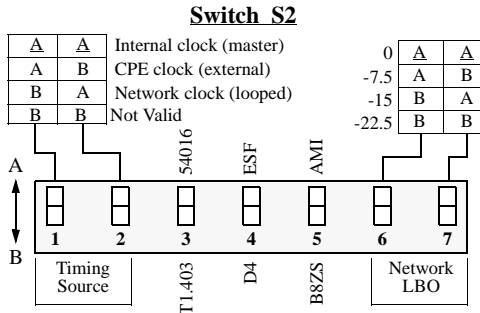 Switch S2
A A Internal clock (master)
A B CPE clock (external)
B A Network clock (looped)
B B Not Valid
0 A A
-7.5 A B
-15 B A
-22.5 B B
54016 ESF AMI
A
B
1 2 3 4 5 6 7
Timing
Source
T1.403 D4 B8ZS
Network
LBO